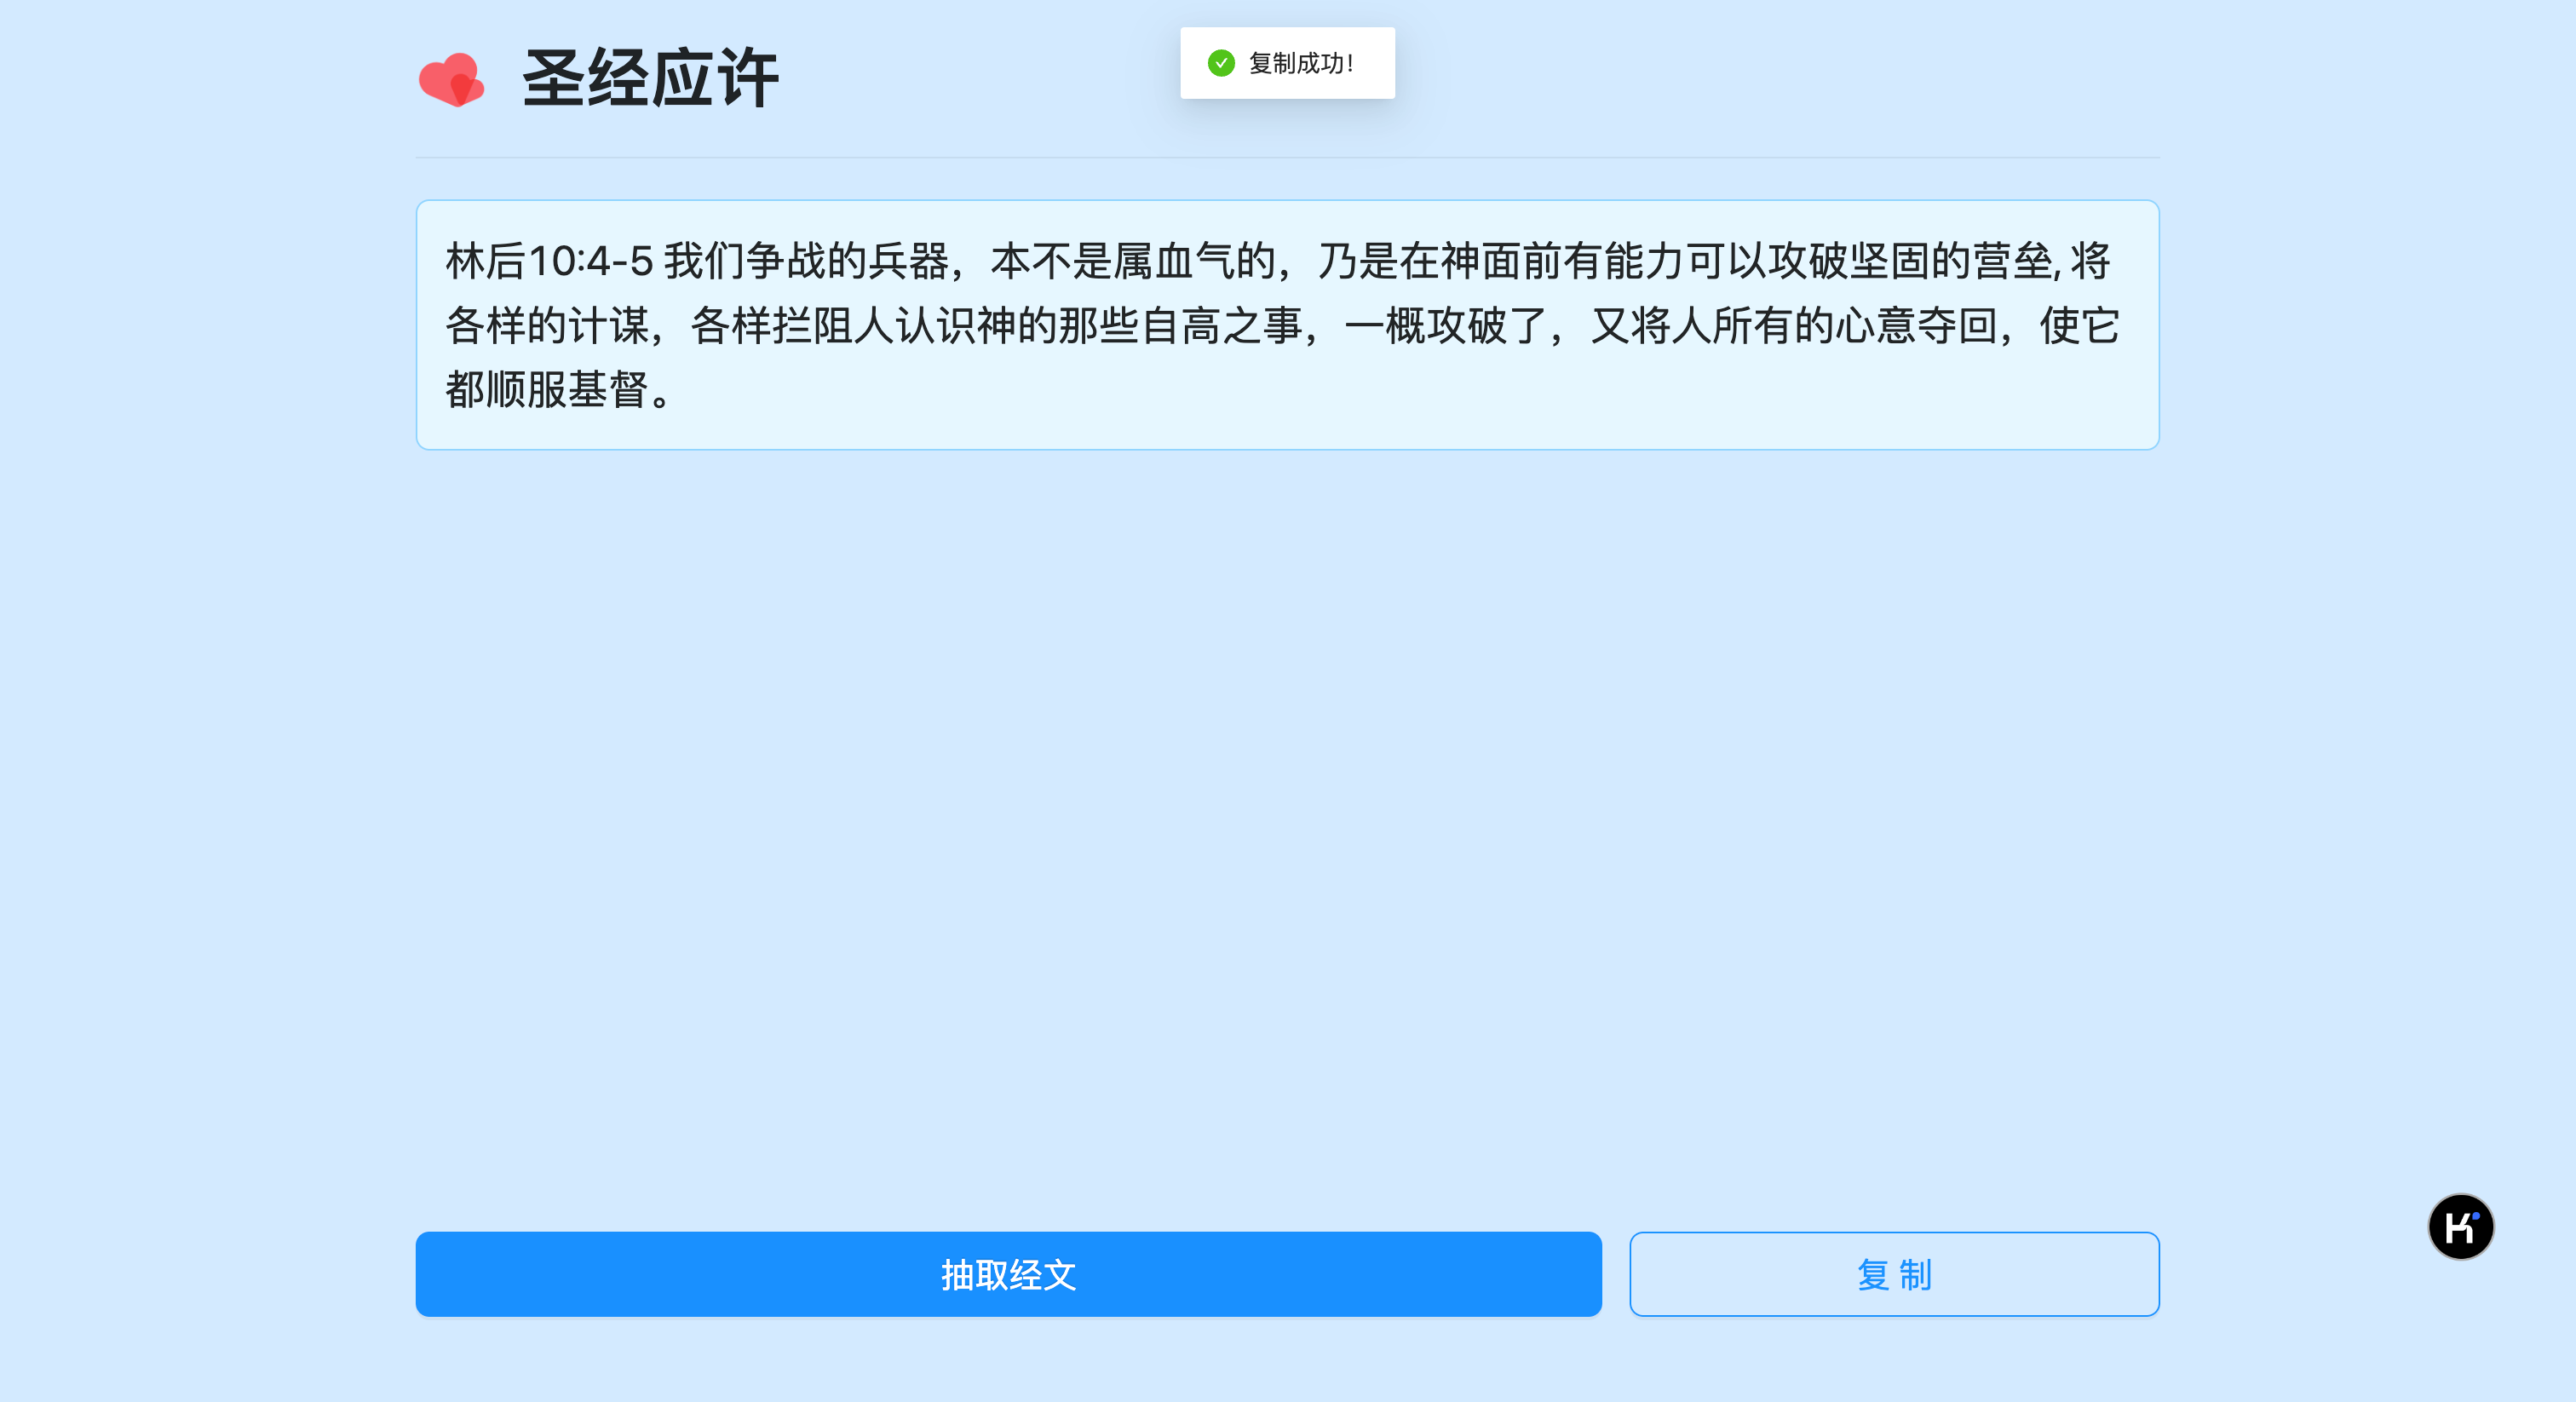 圣经应许
复制成功！
林后10:4-5 我们争战的兵器，本不是属血气的，乃是在神面前有能力可以攻破坚固的营垒, 将
各样的计谋，各样拦阻人认识神的那些自高之事，一概攻破了，又将人所有的心意夺回，使它
都顺服基督。
抽取经文
复 制
K